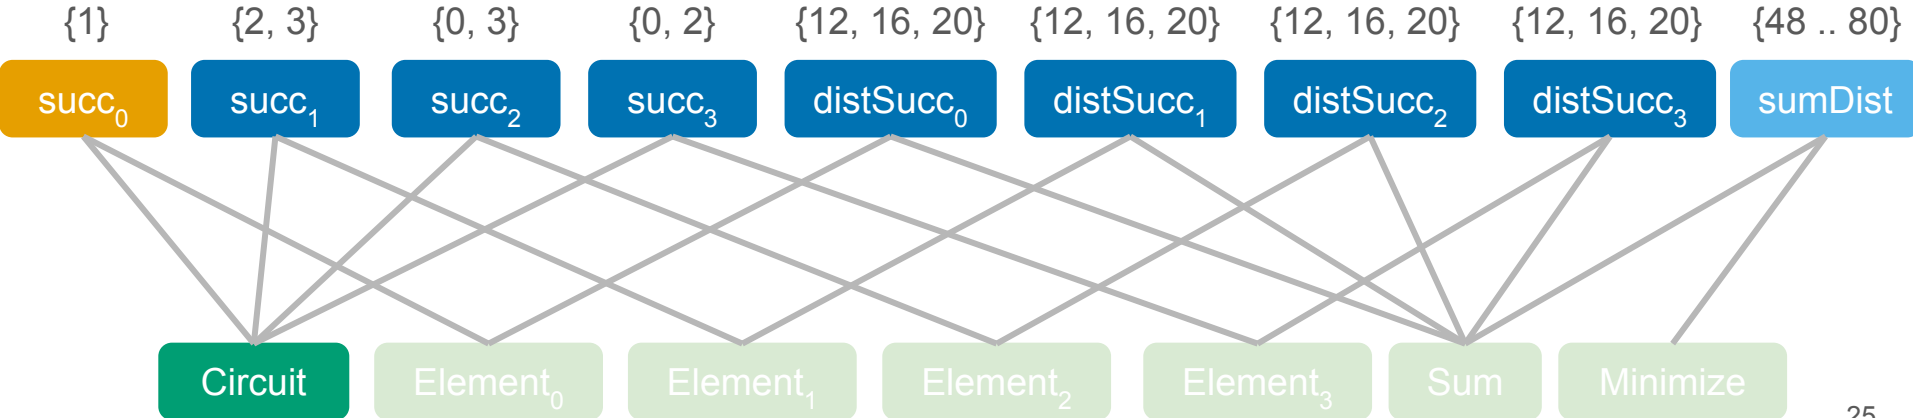 {1} {2, 3} {0, 3} {0, 2} {12, 16, 20} {12, 16, 20} {12, 16, 20} {12, 16, 20} {48 .. 80}
succ₀ succ₁ succ₂ succ₃ distSucc₀ distSucc₁ distSucc₂ distSucc₃ sumDist
Circuit Element₀ Element₁ Element₂ Element₃ Sum Minimize
25